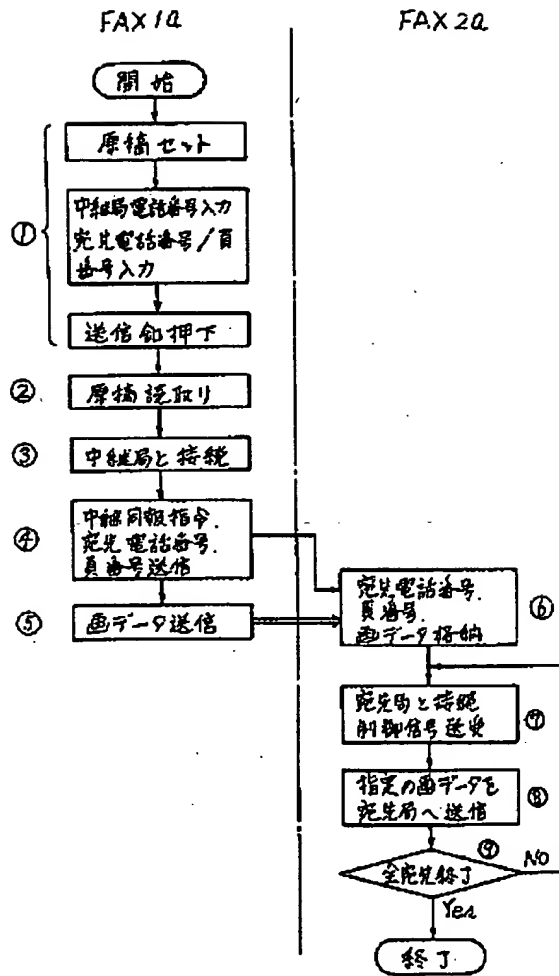 FAX 1a
FAX 2a
開始
①
原稿セット
中継局電話番号入力
宛先電話番号/頁
番号入力
送信釦押下
②
原稿読取り
③
中継局と接続
④
中継同報指令.
宛先電話番号.
頁番号送信
⑤
画データ送信
宛先電話番号.
頁番号.
画データ格納
⑥
宛先局と接続
制御信号送受
⑦
指定の画データを
宛先局へ送信
⑧
⑨
全宛先終了
NO
Yes
終了